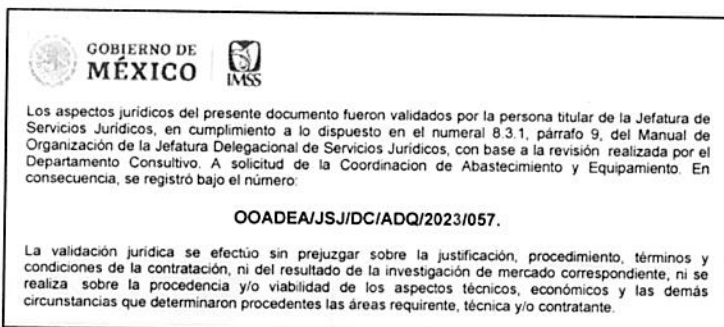 GOBIERNO DE
MÉXICO
IMSS
Los aspectos jurídicos del presente documento fueron validados por la persona titular de la Jefatura de
Servicios Jurídicos, en cumplimiento a lo dispuesto en el numeral 8.3.1, párrafo 9, del Manual de
Organización de la Jefatura Delegacional de Servicios Jurídicos, con base a la revisión realizada por el
Departamento Consultivo. A solicitud de la Coordinacion de Abastecimiento y Equipamiento. En
consecuencia, se registró bajo el número:
OOADEA/JSJ/DC/ADQ/2023/057.
La validación jurídica se efectúo sin prejuzgar sobre la justificación, procedimiento, términos y
condiciones de la contratación, ni del resultado de la investigación de mercado correspondiente, ni se
realiza sobre la procedencia y/o viabilidad de los aspectos técnicos, económicos y las demás
circunstancias que determinaron procedentes las áreas requirente, técnica y/o contratante.